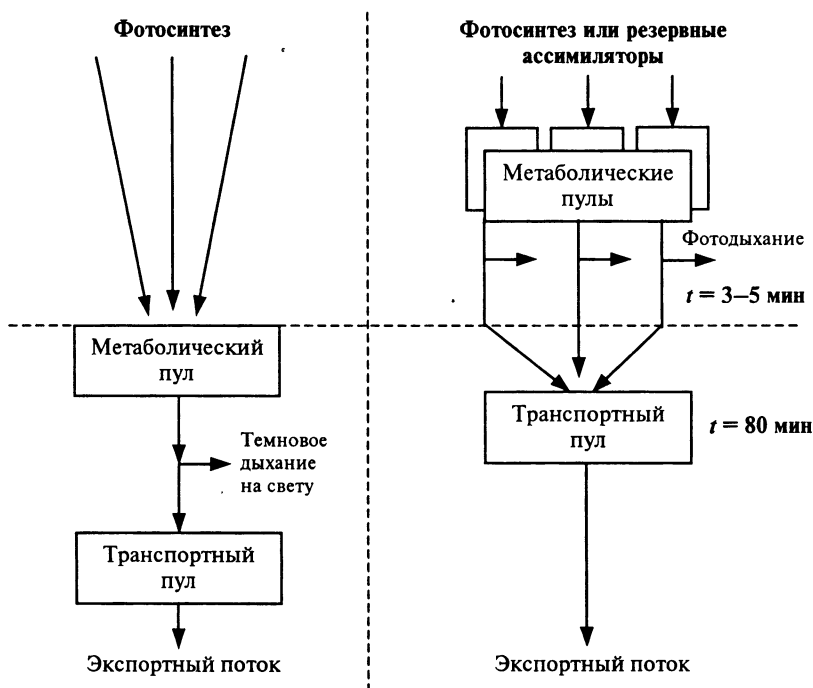 Фотосинтез
Метаболический
пул
Темновое
дыхание
на свету
Транспортный
пул
Экспортный поток
Фотосинтез или резервные
ассимиляторы
Метаболические
пулы
Фотодыхание
t = 3–5 мин
Транспортный
пул
t = 80 мин
Экспортный поток